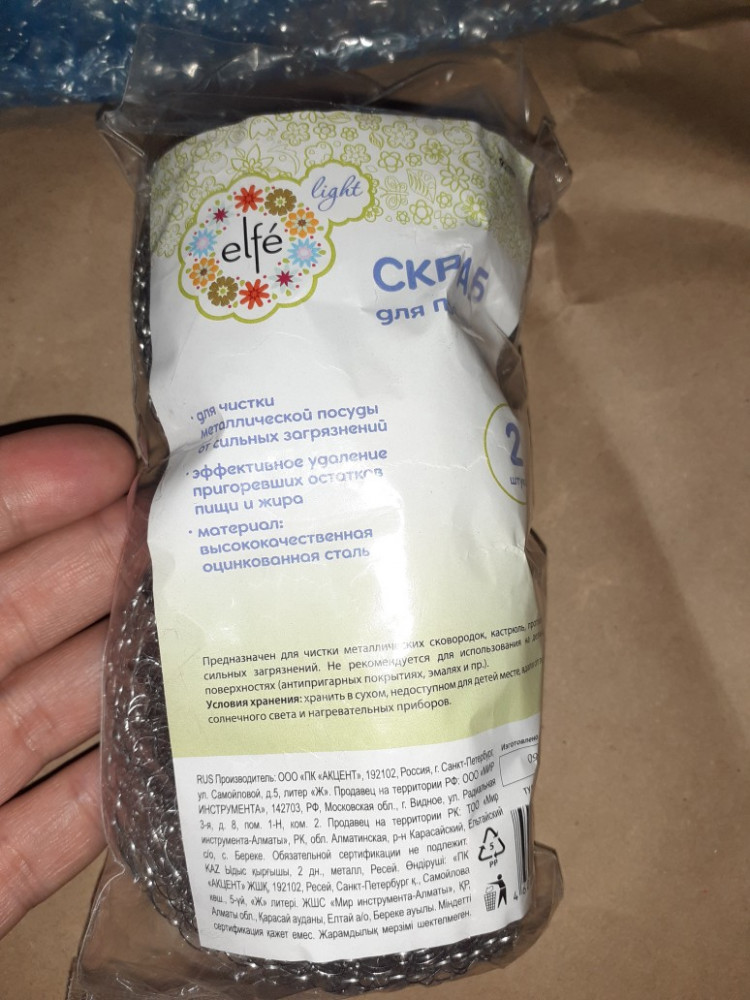 light
elfé
СКРАБ
для
· для чистки
металлической посуды
от сильных загрязнений
· эффективное удаление
пригоревших остатков
пищи и жира
· материал:
высококачественная
оцинкованная сталь
2
Предназначен для чистки металлических сковородок, кастрюль,
сильных загрязнений. Не рекомендуется для использования на
поверхностях (антипригарных покрытиях, эмалях и пр.).
Условия хранения: хранить в сухом, недоступном для детей месте,
солнечного света и нагревательных приборов.
RUS Производитель: ООО «ПК «АКЦЕНТ», 192102, Россия, г. Санкт-Петербург,
ул. Самойловой, д.5, литер «Ж». Продавец на территории РФ: ООО «МИР
ИНСТРУМЕНТА», 142703, РФ, Московская обл., г. Видное, ул. Радиальная
3-я, д. 8, пом. 1-Н, ком. 2. Продавец на территории РК: ТОО «Мир
инструмента-Алматы», РК, обл. Алматинская, р-н Карасайский, Елтайский
с/о, с. Береке. Обязательной сертификации не подлежит.
KAZ Ыдыс қырғышы, 2 дн., металл, Ресей. Өндіруші: «ПК
«АКЦЕНТ» ЖШҚ, 192102, Ресей, Санкт-Петербург қ., Самойлова
көш., 5-үй, «Ж» литері. ЖШС «Мир инструмента-Алматы», ҚР,
Алматы обл., Қарасай ауданы, Елтай а/о, Береке ауылы. Міндетті
сертификация қажет емес. Жарамдылық мерзімі шектелмеген.
5
PP